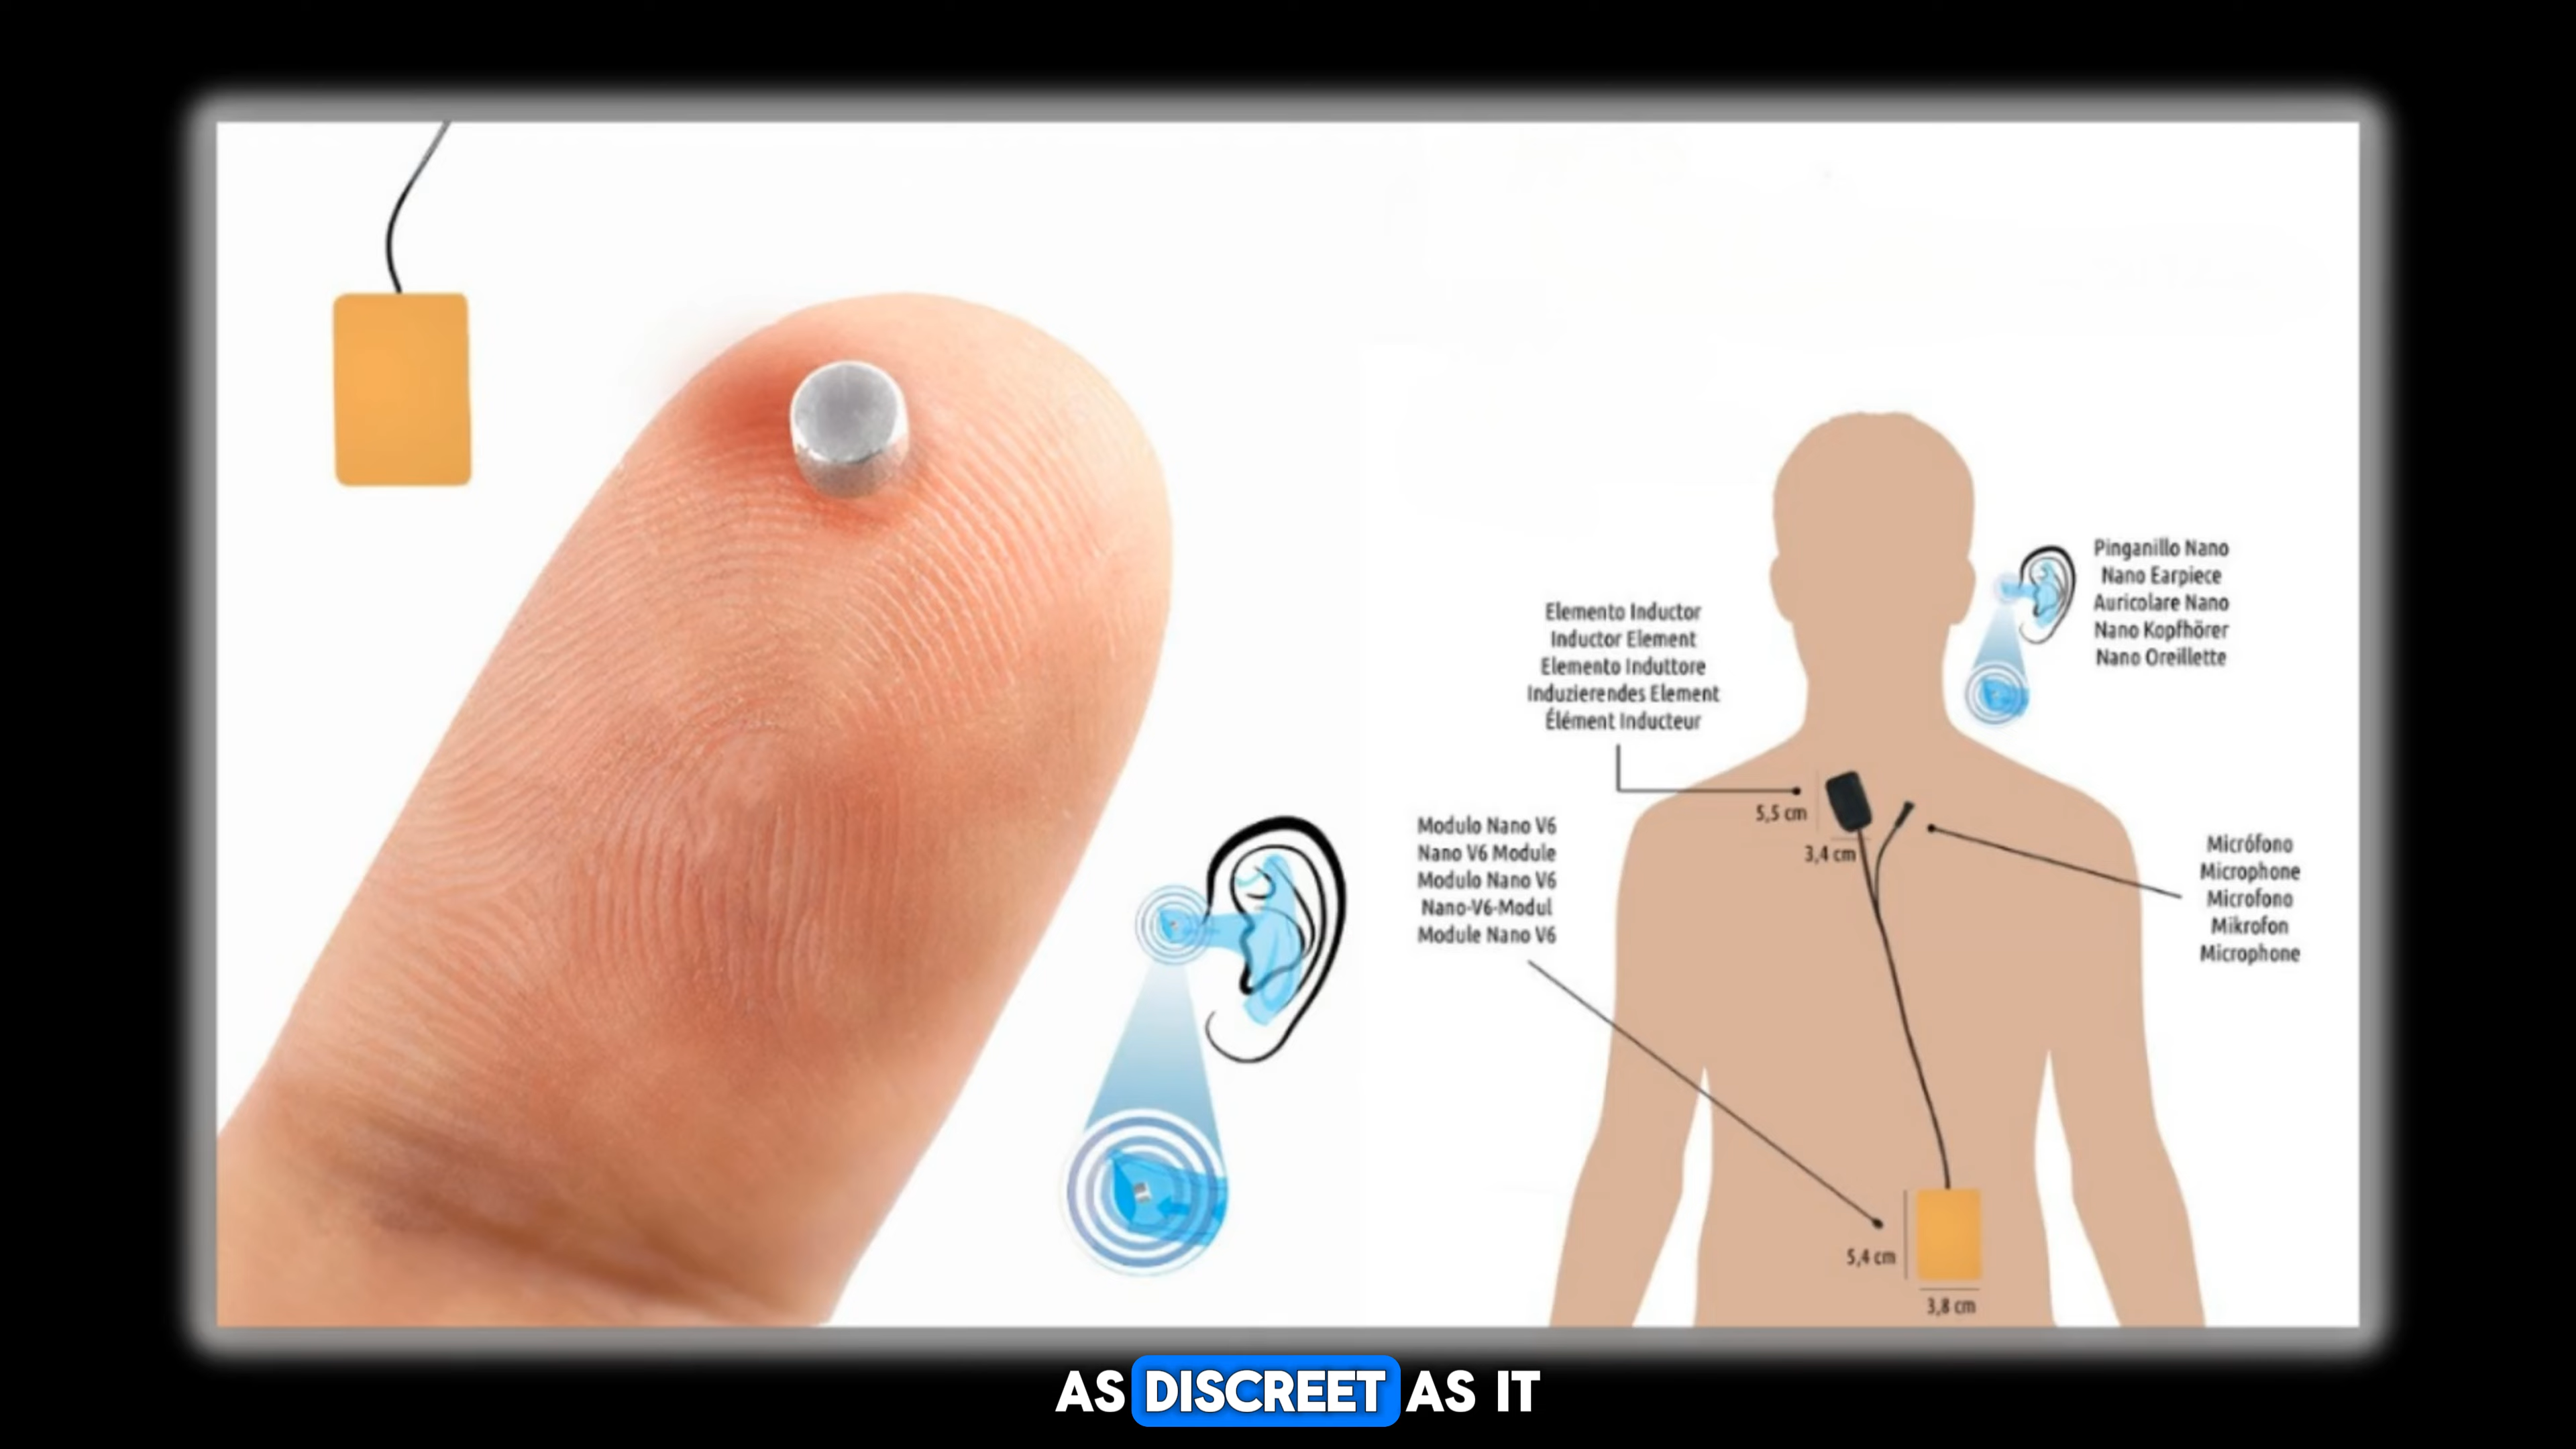 Pinganillo Nano
Nano Earpiece
Auricolare Nano
Nano Kopfhörer
Nano Oreillette
Elemento Inductor
Inductor Element
Elemento Induttore
Induzierendes Element
Élément Inducteur
5,5 cm
3,4 cm
Modulo Nano V6
Nano V6 Module
Modulo Nano V6
Nano-V6-Modul
Module Nano V6
Micrófono
Microphone
Microfono
Mikrofon
Microphone
5,4 cm
3,8 cm
AS DISCREET AS IT